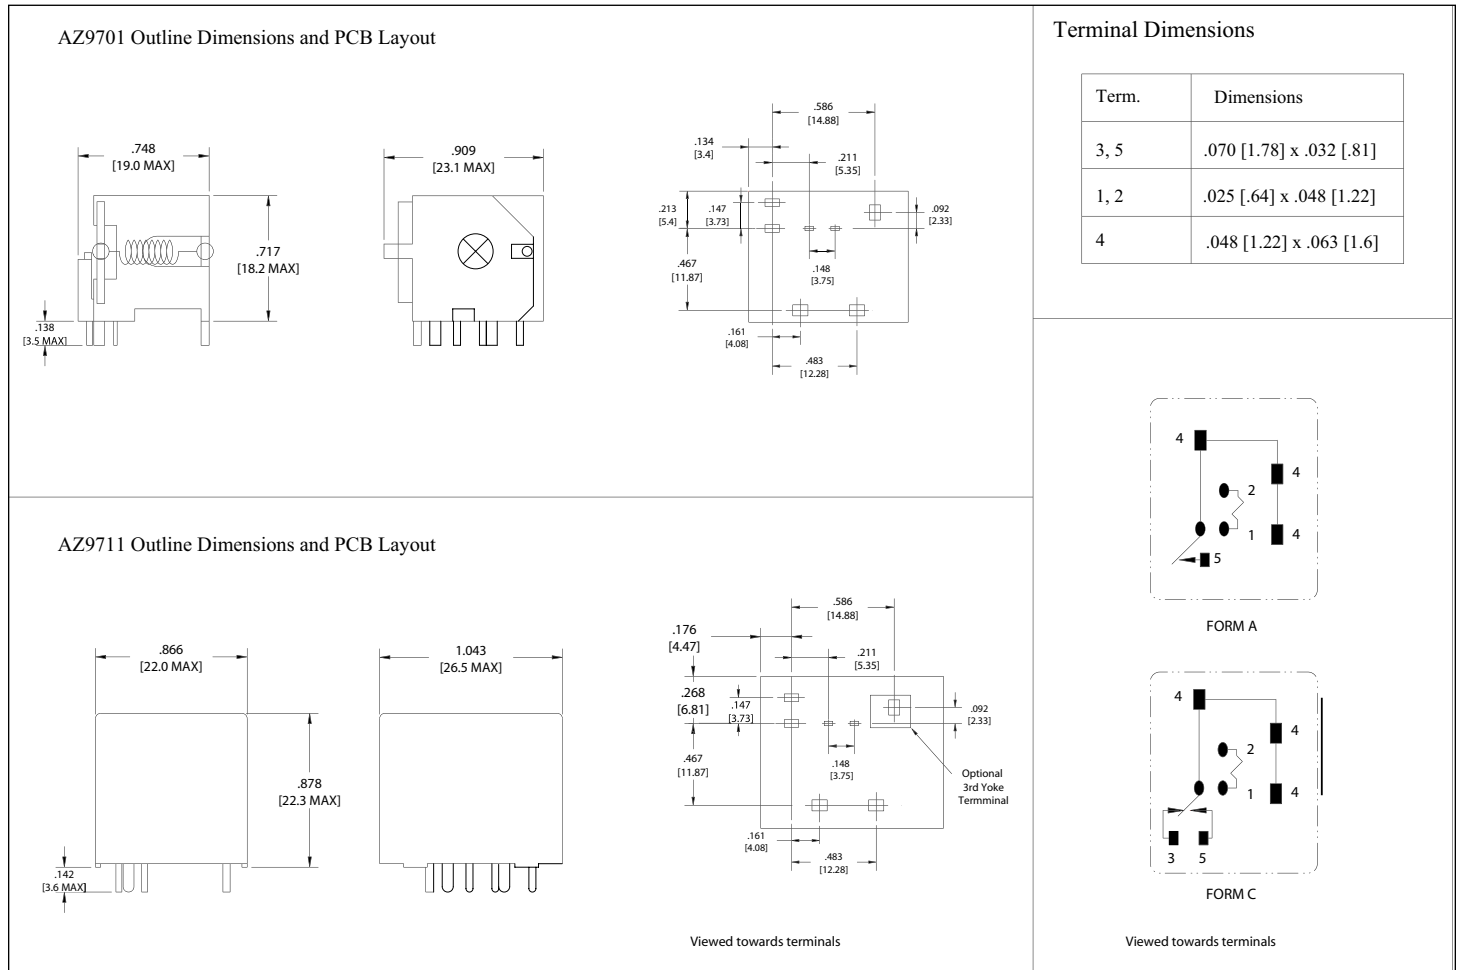 AZ9701 Outline Dimensions and PCB Layout
.748
[19.0 MAX]
.909
[23.1 MAX]
.717
[18.2 MAX]
.138
[3.5 MAX]
.586
[14.88]
.134
[3.4]
.211
[5.35]
.213
[5.4]
.147
[3.73]
.092
[2.33]
.467
[11.87]
.148
[3.75]
.161
[4.08]
.483
[12.28]
AZ9711 Outline Dimensions and PCB Layout
.866
[22.0 MAX]
1.043
[26.5 MAX]
.878
[22.3 MAX]
.142
[3.6 MAX]
.586
[14.88]
.176
[4.47]
.211
[5.35]
.268
[6.81]
.147
[3.73]
.092
[2.33]
.467
[11.87]
.148
[3.75]
Optional
3rd Yoke
Termminal
.161
[4.08]
.483
[12.28]
Viewed towards terminals
Terminal Dimensions
Term. Dimensions
3, 5 .070 [1.78] x .032 [.81]
1, 2 .025 [.64] x .048 [1.22]
4 .048 [1.22] x .063 [1.6]
4
4
2
1
4
5
FORM A
4
4
2
1
4
3 5
FORM C
Viewed towards terminals